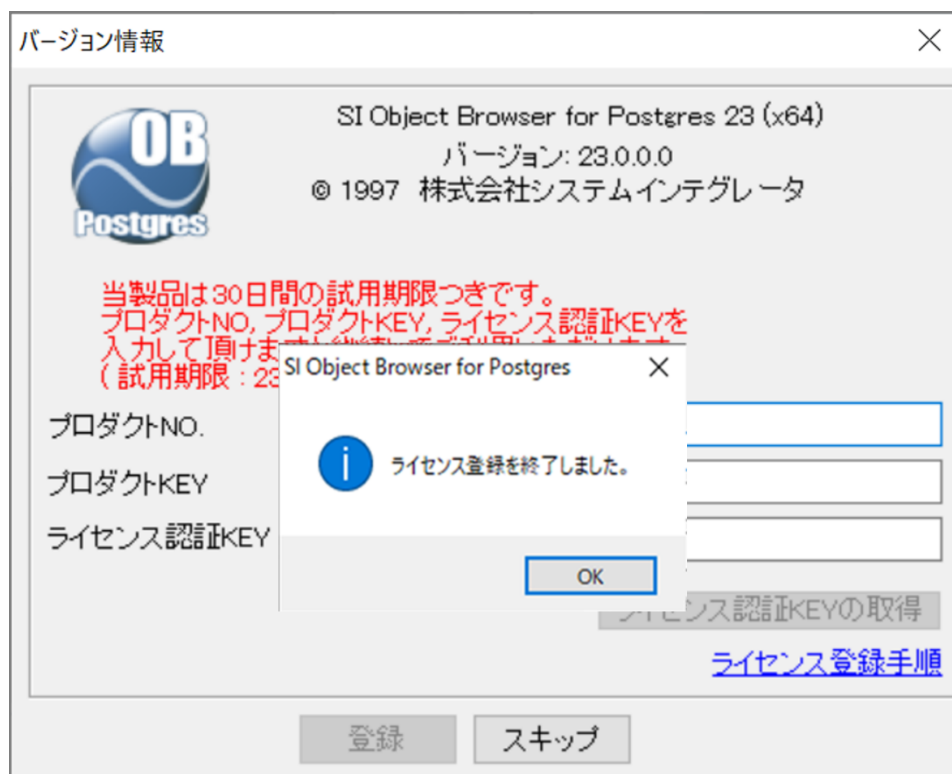 バージョン情報
OB
Postgres
SI Object Browser for Postgres 23 (x64)
バージョン: 23.0.0.0
© 1997 株式会社システムインテグレータ
当製品は30日間の試用期限つきです。
プロダクトNO, プロダクトKEY, ライセンス認証KEYを
入力して頂けます
( 試用期限 : 23
SI Object Browser for Postgres
ライセンス登録を終了しました。
OK
プロダクトNO.
プロダクトKEY
ライセンス認証KEY
ライセンス認証KEYの取得
ライセンス登録手順
登録
スキップ